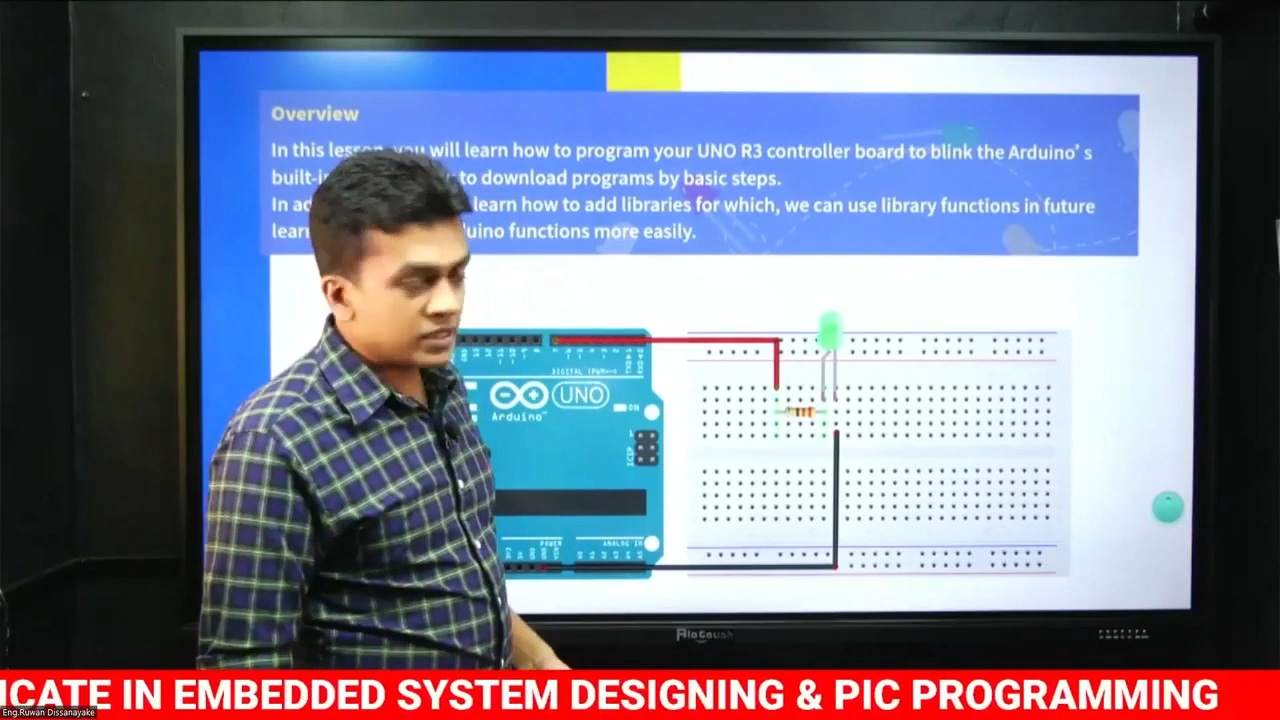 Overview
In this lesson, you will learn how to program your UNO R3 controller board to blink the Arduino's
built-in to download programs by basic steps.
In learn how to add libraries for which, we can use library functions in future
functions more easily.
DIGITAL
UNO
ON
Arduino
ICSP
POWER
ANALOG IN
ICATE IN EMBEDDED SYSTEM DESIGNING & PIC PROGRAMMING
Eng.Ruwan Dissanayake